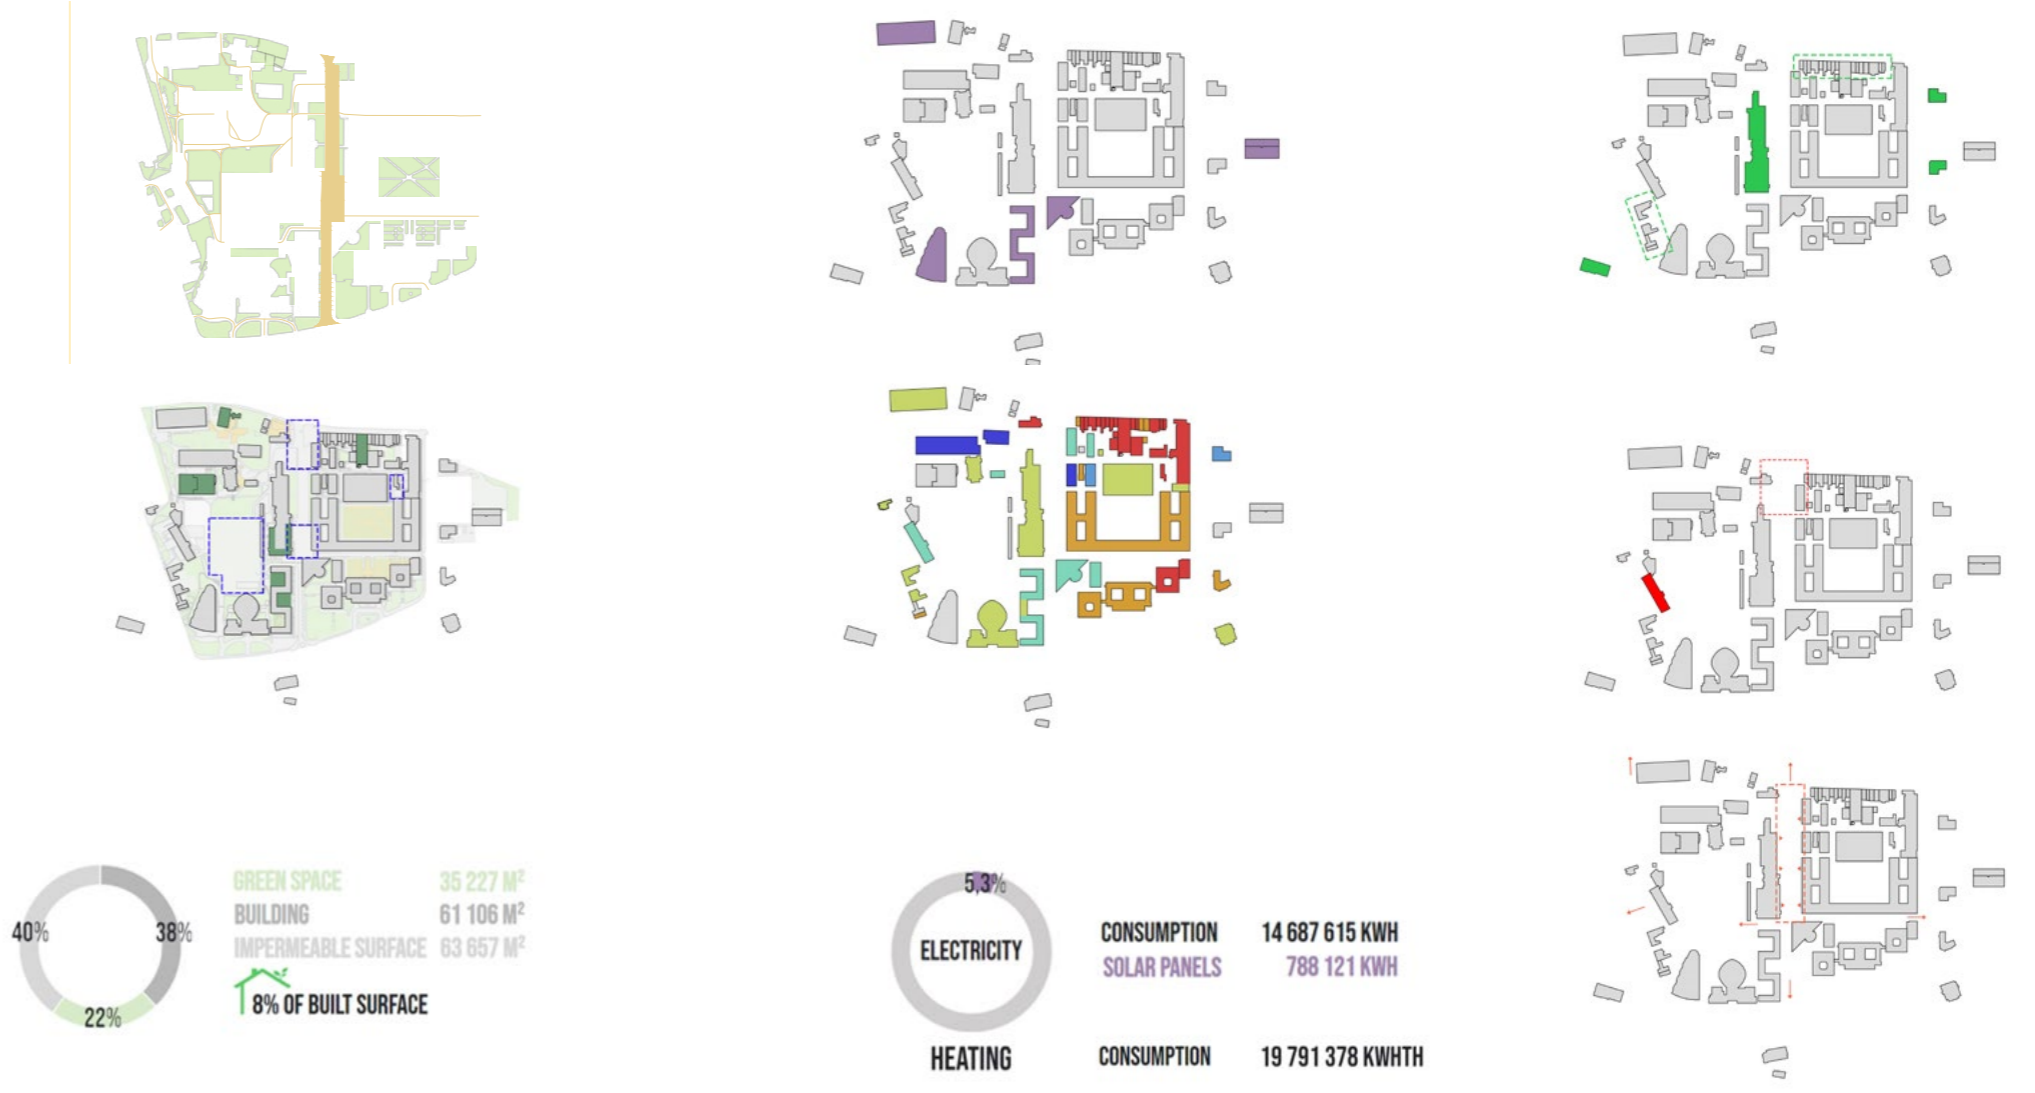 40%
38%
22%
GREEN SPACE 35 227 M²
BUILDING 61 106 M²
IMPERMEABLE SURFACE 63 657 M²
8% OF BUILT SURFACE
5,3%
ELECTRICITY
CONSUMPTION 14 687 615 KWH
SOLAR PANELS 788 121 KWH
HEATING CONSUMPTION 19 791 378 KWHTH